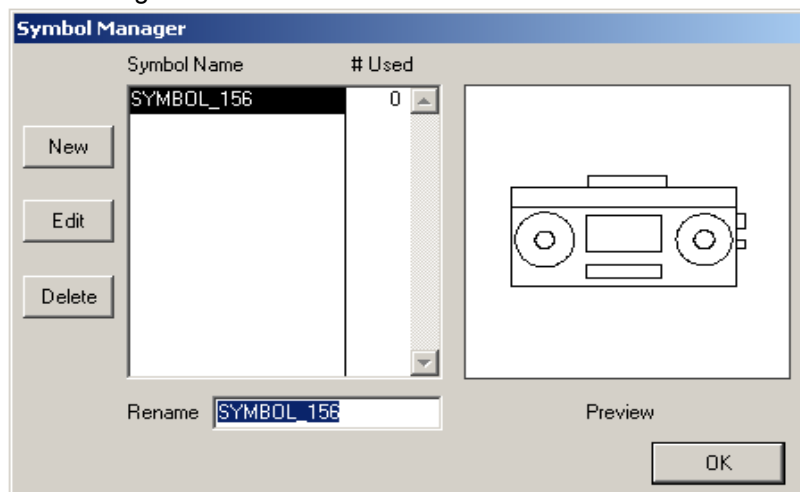 Symbol Manager
Symbol Name # Used
SYMBOL_156 0
New
Edit
Delete
Rename SYMBOL_156 Preview
OK